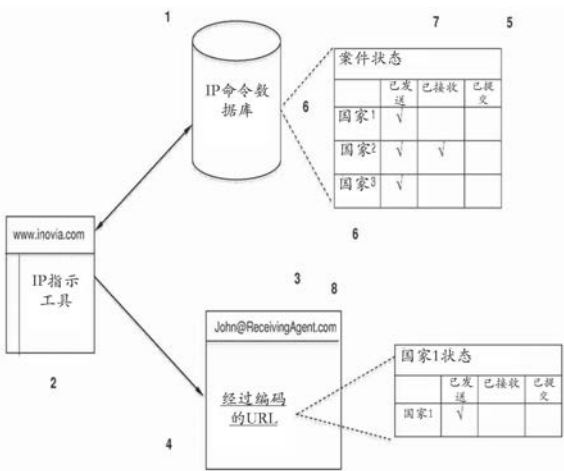 1
7
5
IP命令数
据库
6
案件状态
已发
送
已接收
已提
交
国家1
√
国家2
√
√
国家3
√
6
www.inovia.com
IP指示
工具
2
3
8
John@ReceivingAgent.com
经过编码
的URL
4
国家1状态
已发
送
已接收
已提
交
国家1
√